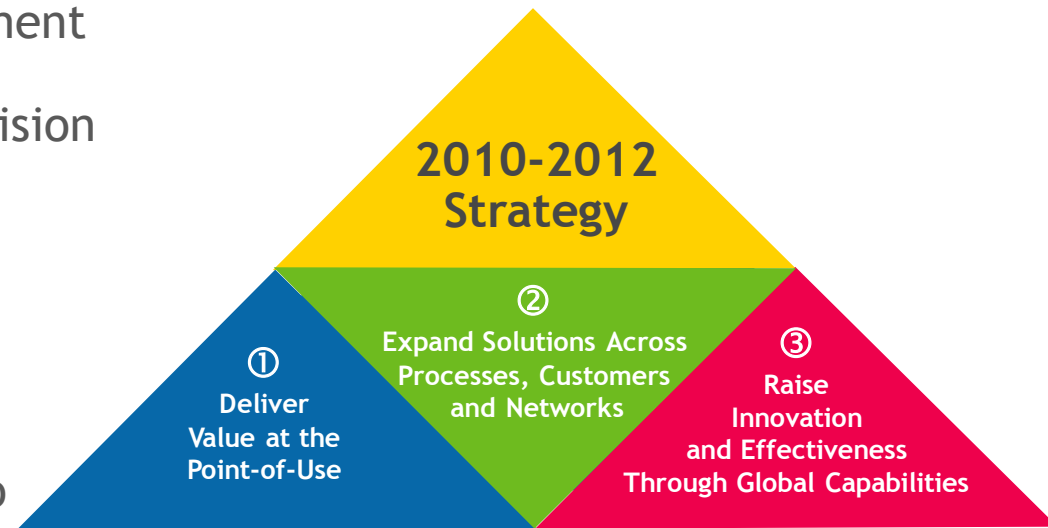 ment
ision
2010-2012
Strategy
①
Deliver
Value at the
Point-of-Use
②
Expand Solutions Across
Processes, Customers
and Networks
③
Raise
Innovation
and Effectiveness
Through Global Capabilities